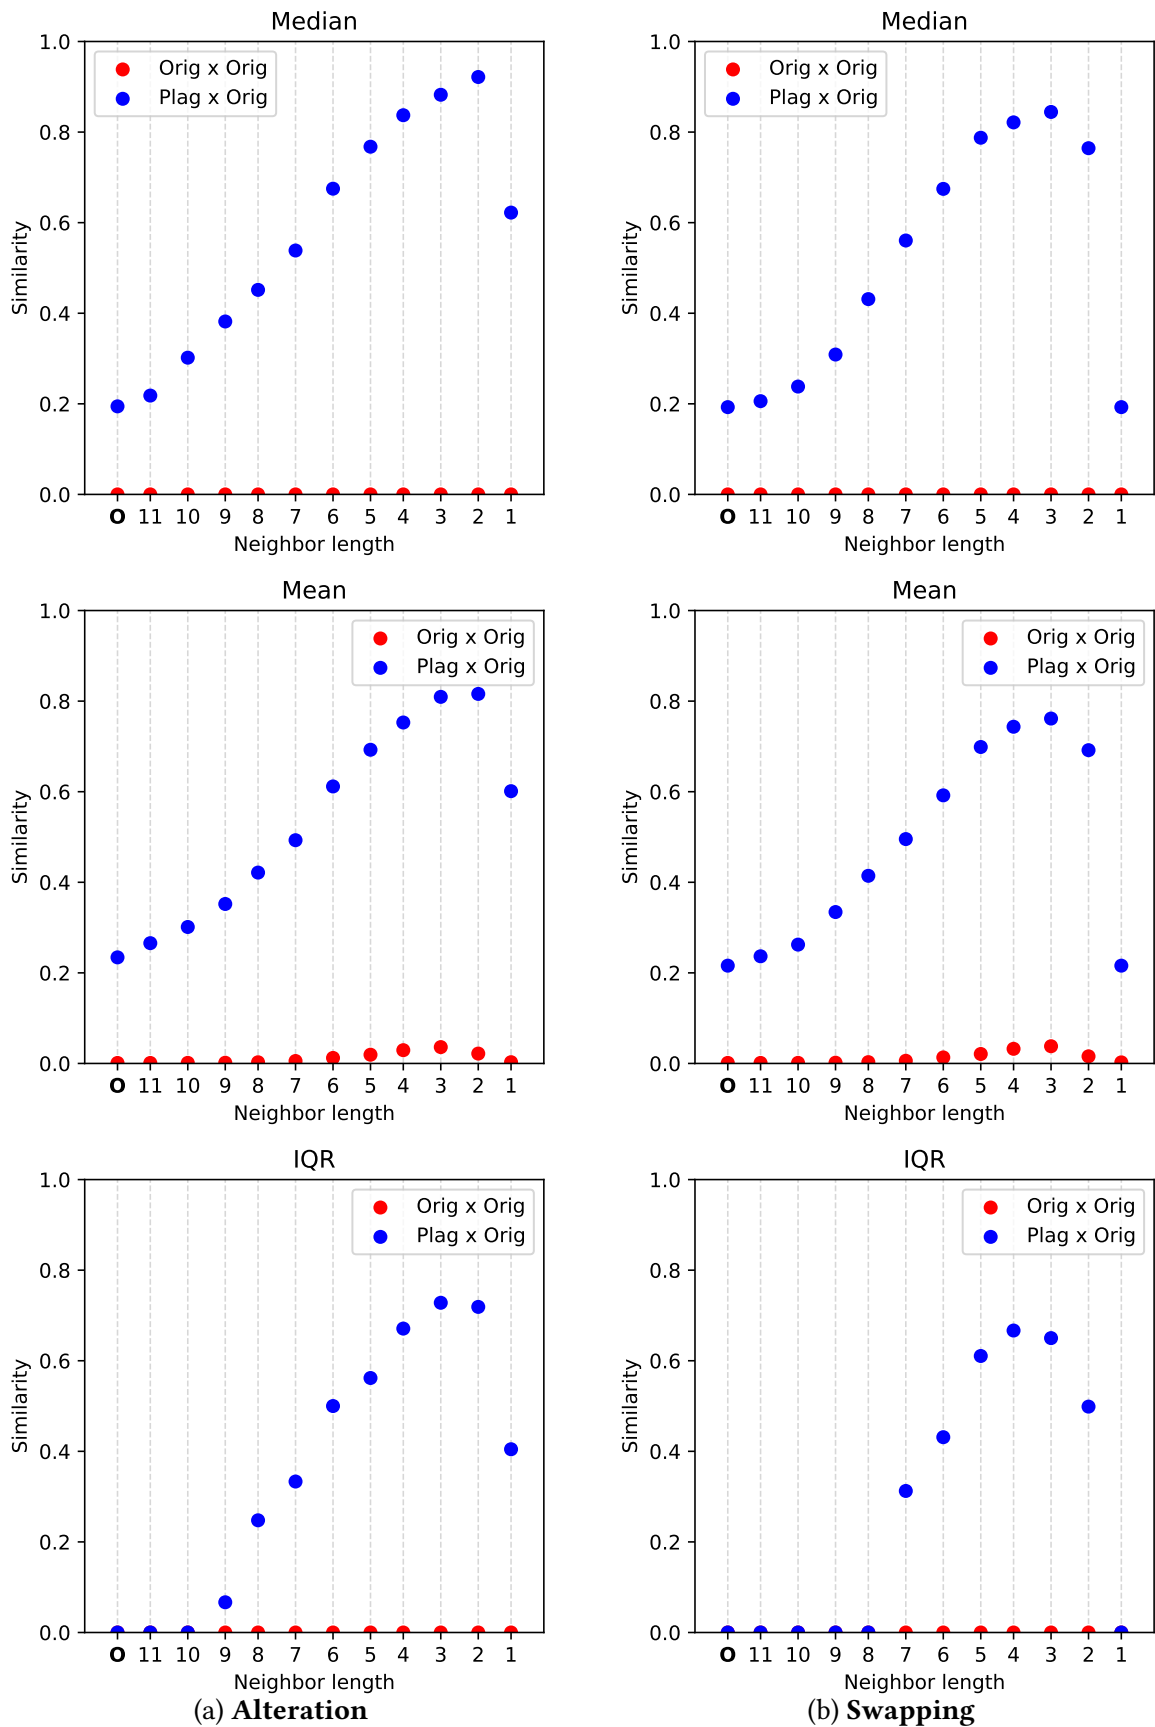 Median
Orig x Orig
Plag x Orig
1.0
0.8
0.6
0.4
0.2
0.0
Similarity
O 11 10 9 8 7 6 5 4 3 2 1
Neighbor length
Median
Orig x Orig
Plag x Orig
1.0
0.8
0.6
0.4
0.2
0.0
Similarity
O 11 10 9 8 7 6 5 4 3 2 1
Neighbor length
Mean
Orig x Orig
Plag x Orig
1.0
0.8
0.6
0.4
0.2
0.0
Similarity
O 11 10 9 8 7 6 5 4 3 2 1
Neighbor length
Mean
Orig x Orig
Plag x Orig
1.0
0.8
0.6
0.4
0.2
0.0
Similarity
O 11 10 9 8 7 6 5 4 3 2 1
Neighbor length
IQR
Orig x Orig
Plag x Orig
1.0
0.8
0.6
0.4
0.2
0.0
Similarity
O 11 10 9 8 7 6 5 4 3 2 1
Neighbor length
(a) Alteration
IQR
Orig x Orig
Plag x Orig
1.0
0.8
0.6
0.4
0.2
0.0
Similarity
O 11 10 9 8 7 6 5 4 3 2 1
Neighbor length
(b) Swapping